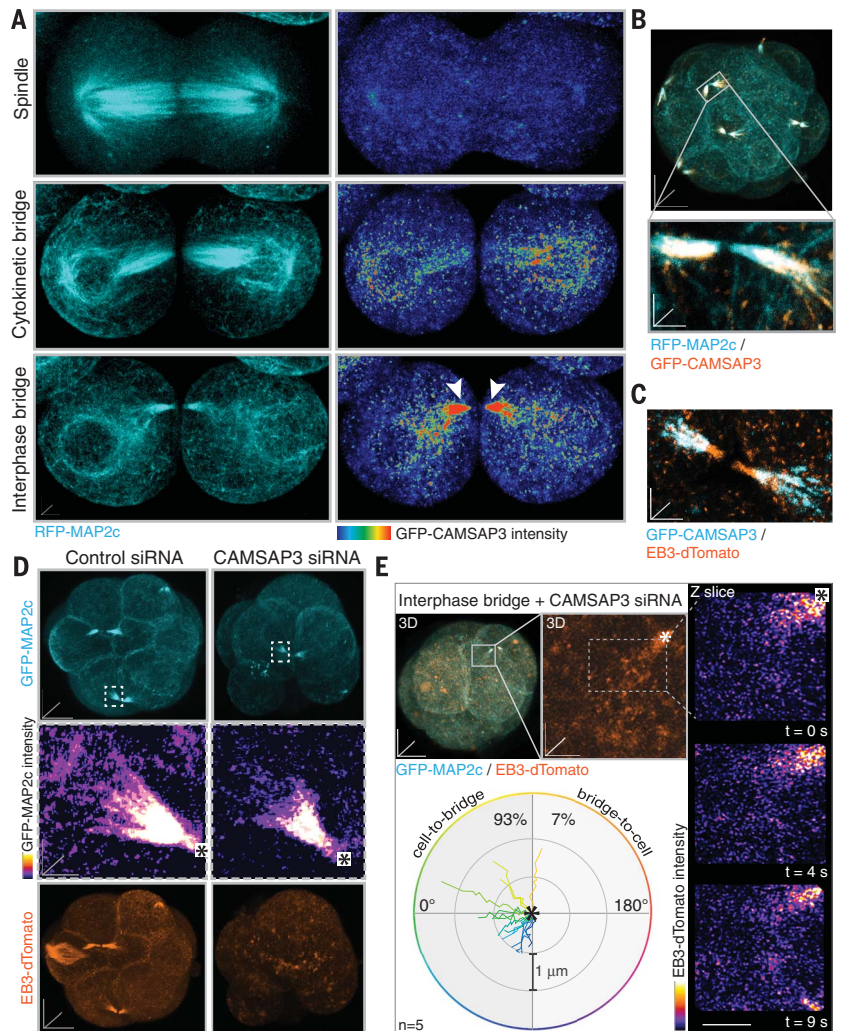 A
Spindle
Cytokinetic bridge
Interphase bridge
RFP-MAP2c
GFP-CAMSAP3 intensity
B
RFP-MAP2c /
GFP-CAMSAP3
C
GFP-CAMSAP3 /
EB3-dTomato
D
Control siRNA
CAMSAP3 siRNA
GFP-MAP2c
GFP-MAP2c intensity
*
*
EB3-dTomato
E
Interphase bridge + CAMSAP3 siRNA
3D
3D
*
GFP-MAP2c / EB3-dTomato
cell-to-bridge
93%
7%
bridge-to-cell
0°
180°
*
1 μm
n=5
Z slice
*
t = 0 s
t = 4 s
t = 9 s
EB3-dTomato intensity